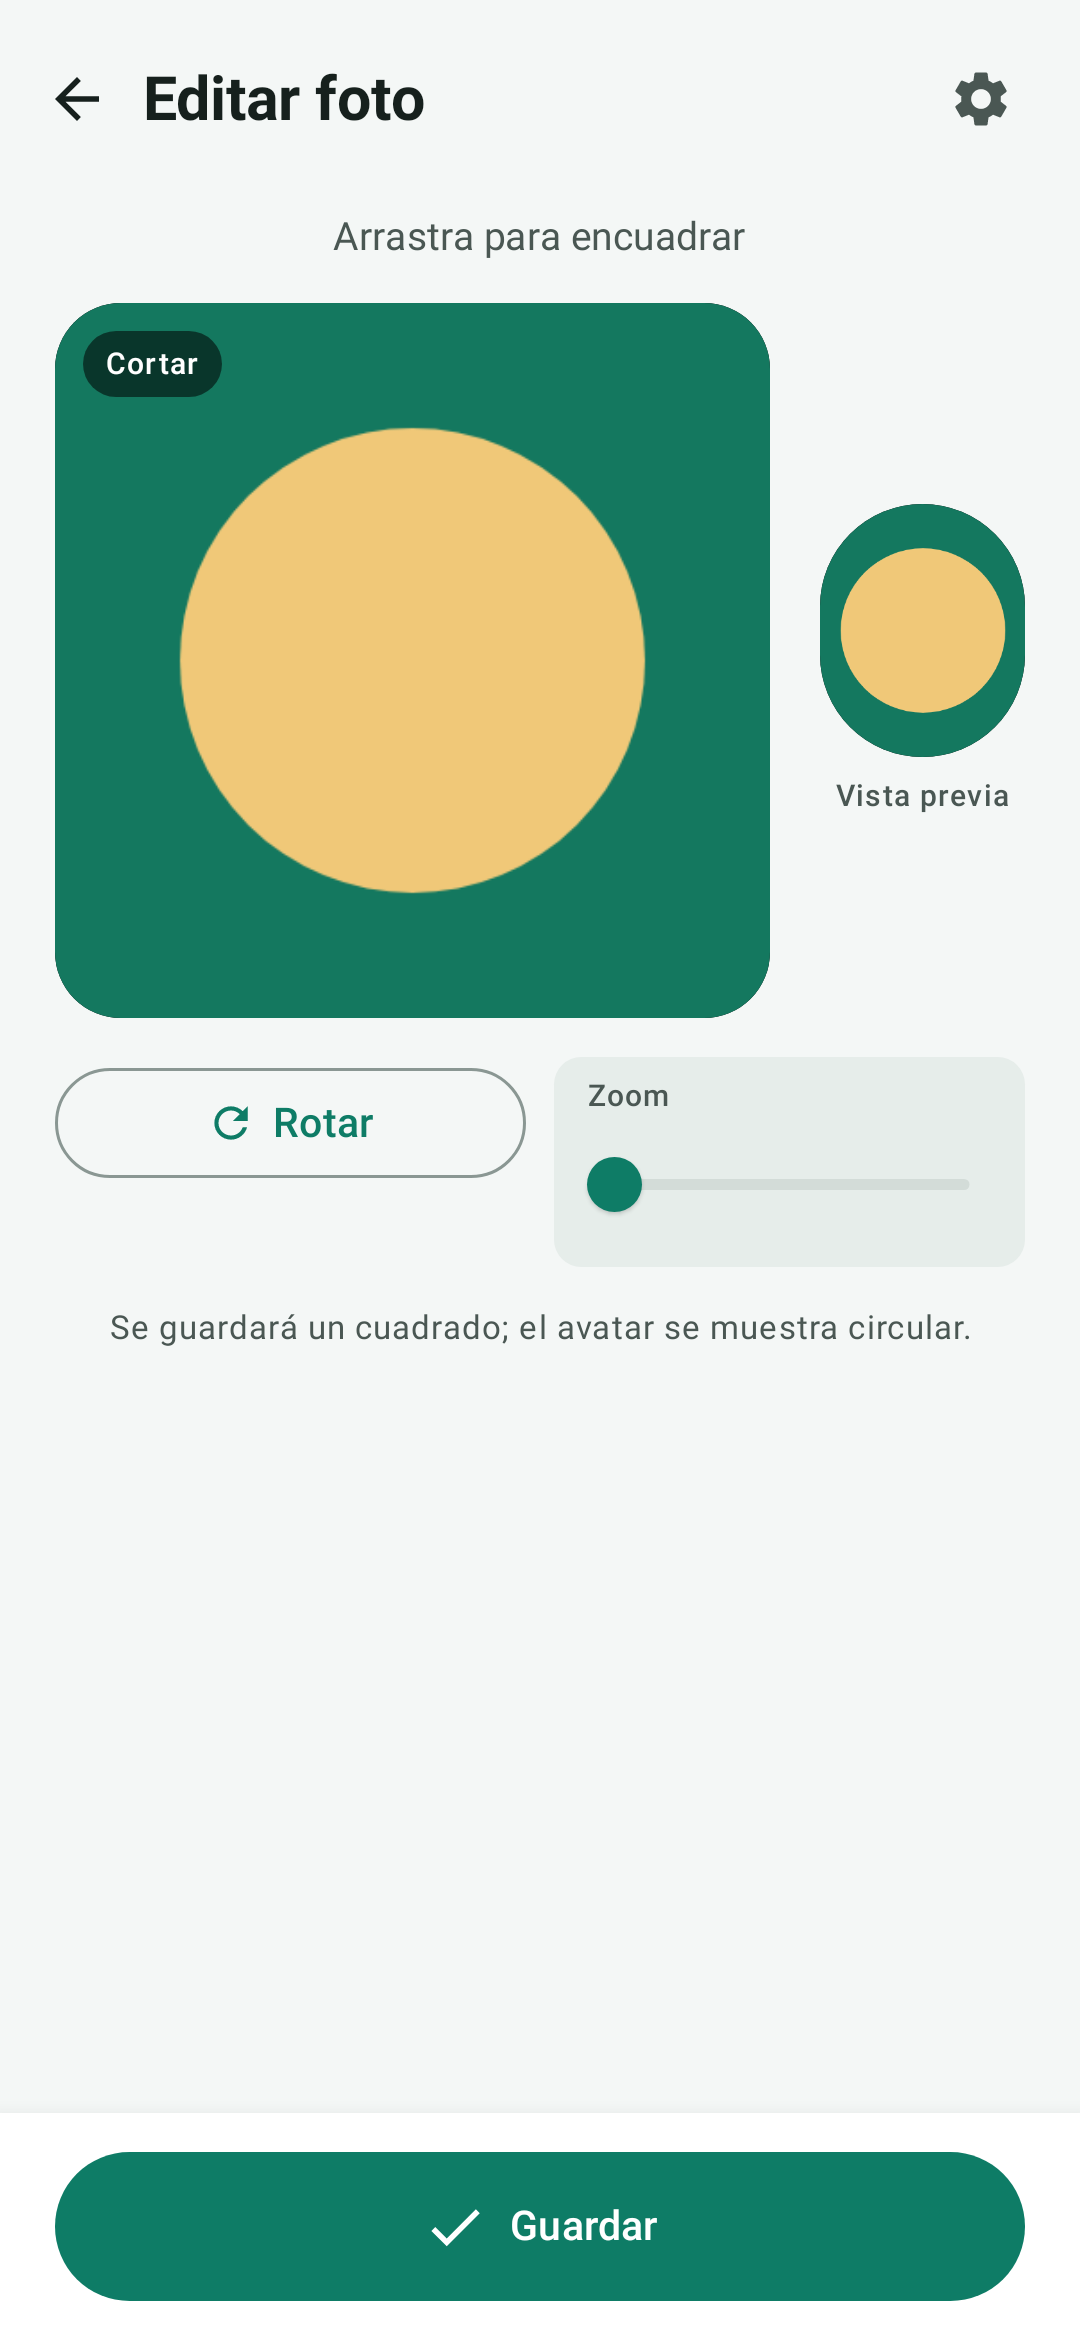 Editar foto
Arrastra para encuadrar
Cortar
Vista previa
Rotar
Zoom
Se guardará un cuadrado; el avatar se muestra circular.
Guardar